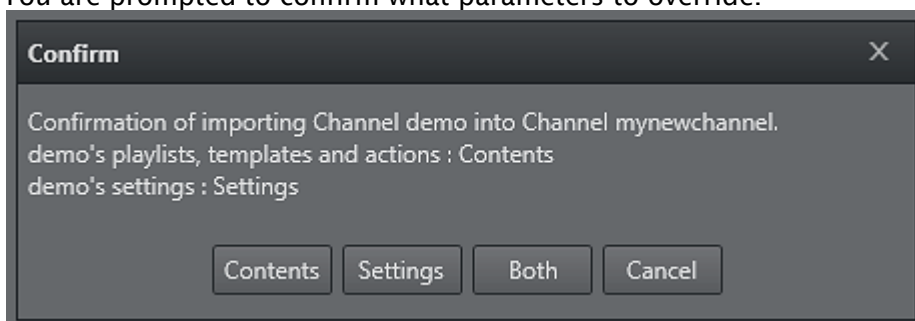 You are prompted to confirm what parameters to override.
Confirm X
Confirmation of importing Channel demo into Channel mynewchannel.
demo's playlists, templates and actions : Contents
demo's settings : Settings
Contents Settings Both Cancel